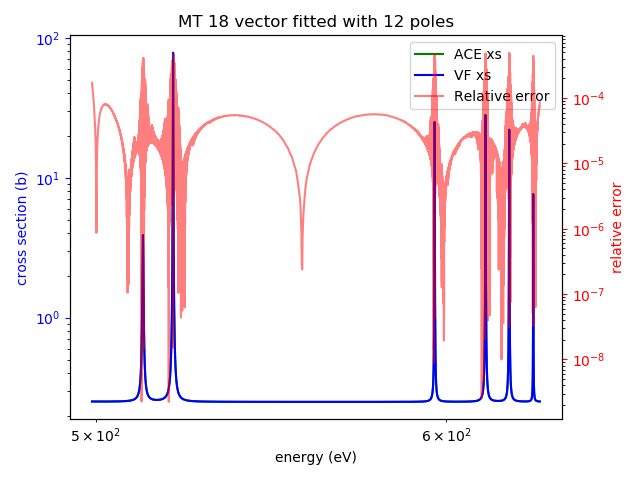 MT 18 vector fitted with 12 poles
10²
10¹
10⁰
cross section (b)
ACE xs
VF xs
Relative error
10⁻⁴
10⁻⁵
10⁻⁶
10⁻⁷
10⁻⁸
relative error
5 × 10²
6 × 10²
energy (eV)